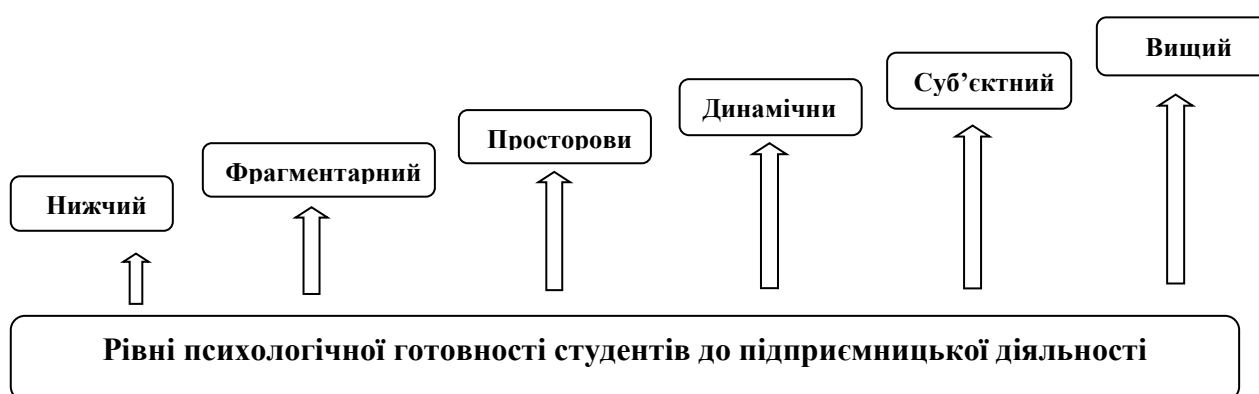 Вищий
Суб’єктний
Динамічни
Просторови
Фрагментарний
Нижчий
Рівні психологічної готовності студентів до підприємницької діяльності